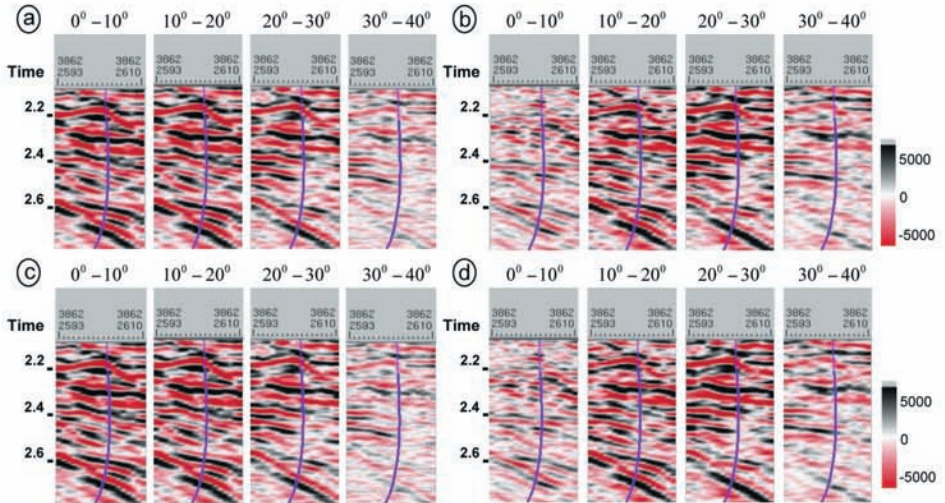 a 0⁰ –10⁰ 10⁰ –20⁰ 20⁰ –30⁰ 30⁰ –40⁰
b 0⁰ –10⁰ 10⁰ –20⁰ 20⁰ –30⁰ 30⁰ –40⁰
3862 3862 3862 3862 3862 3862 3862 3862
Time 2593 2610 2593 2610 2593 2610 2593 2610
3862 3862 3862 3862 3862 3862 3862 3862
Time 2593 2610 2593 2610 2593 2610 2593 2610
2.2
2.4
2.6
2.2
2.4
2.6
5000
0
-5000
c 0⁰ –10⁰ 10⁰ –20⁰ 20⁰ –30⁰ 30⁰ –40⁰
d 0⁰ –10⁰ 10⁰ –20⁰ 20⁰ –30⁰ 30⁰ –40⁰
3862 3862 3862 3862 3862 3862 3862 3862
Time 2593 2610 2593 2610 2593 2610 2593 2610
3862 3862 3862 3862 3862 3862 3862 3862
Time 2593 2610 2593 2610 2593 2610 2593 2610
2.2
2.4
2.6
2.2
2.4
2.6
5000
0
-5000